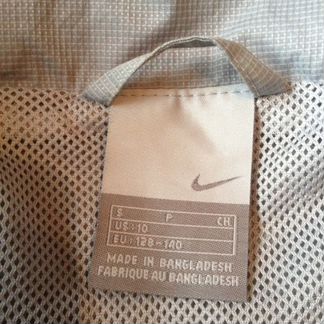 S P CH
US: 10
EU: 128-140
MADE IN BANGLADESH
FABRIQUE AU BANGLADESH